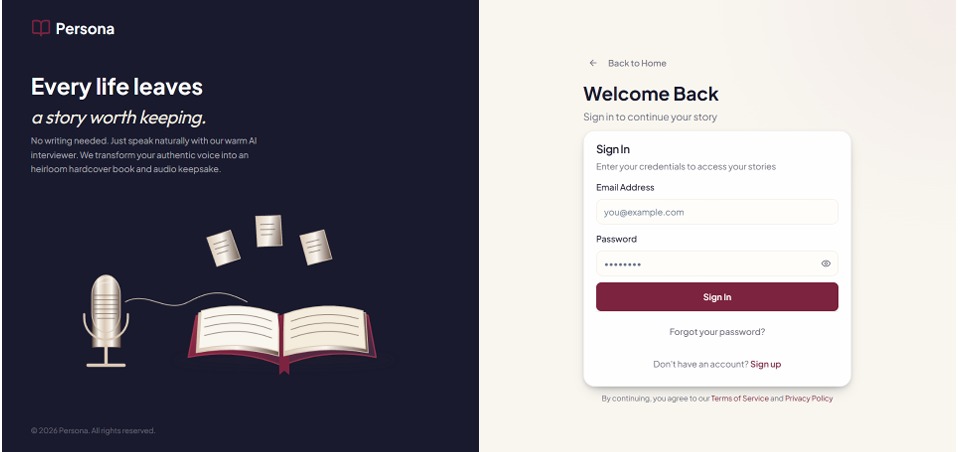 Persona
Every life leaves
a story worth keeping.
No writing needed. Just speak naturally with our warm AI
interviewer. We transform your authentic voice into an
heirloom hardcover book and audio keepsake.
© 2026 Persona. All rights reserved.
Back to Home
Welcome Back
Sign in to continue your story
Sign In
Enter your credentials to access your stories
Email Address
you@example.com
Password
••••••••
Sign In
Forgot your password?
Don't have an account? Sign up
By continuing, you agree to our Terms of Service and Privacy Policy